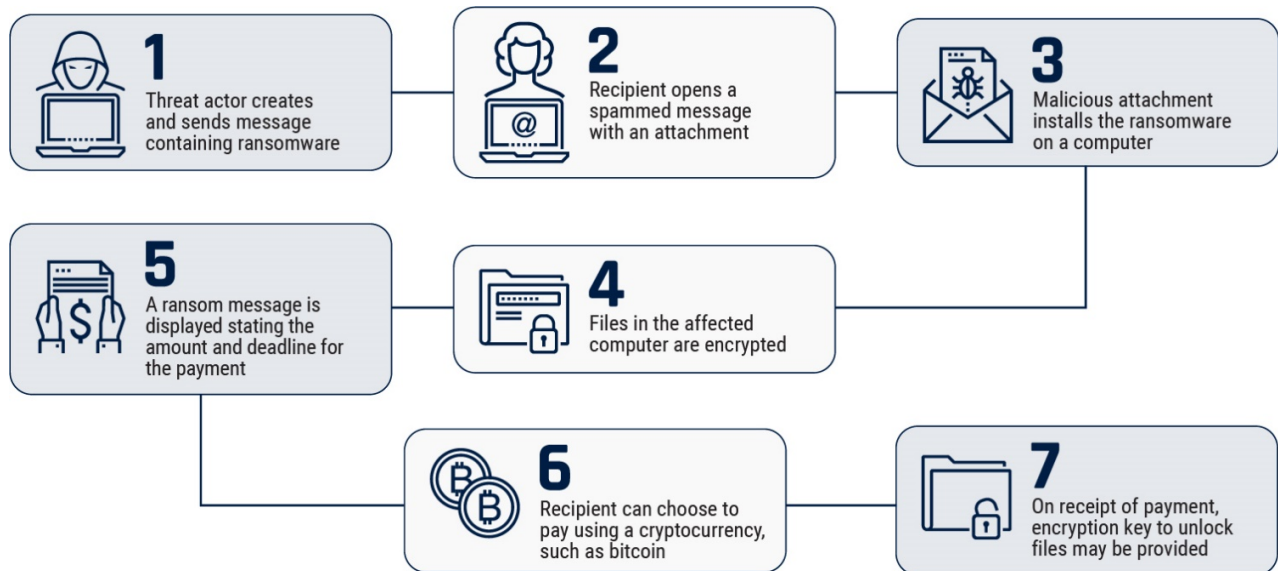 1
Threat actor creates
and sends message
containing ransomware
2
Recipient opens a
spammed message
with an attachment
@
3
Malicious attachment
installs the ransomware
on a computer
4
Files in the affected
computer are encrypted
5
A ransom message is
displayed stating the
amount and deadline for
the payment
$
6
Recipient can choose to
pay using a cryptocurrency,
such as bitcoin
7
On receipt of payment,
encryption key to unlock
files may be provided